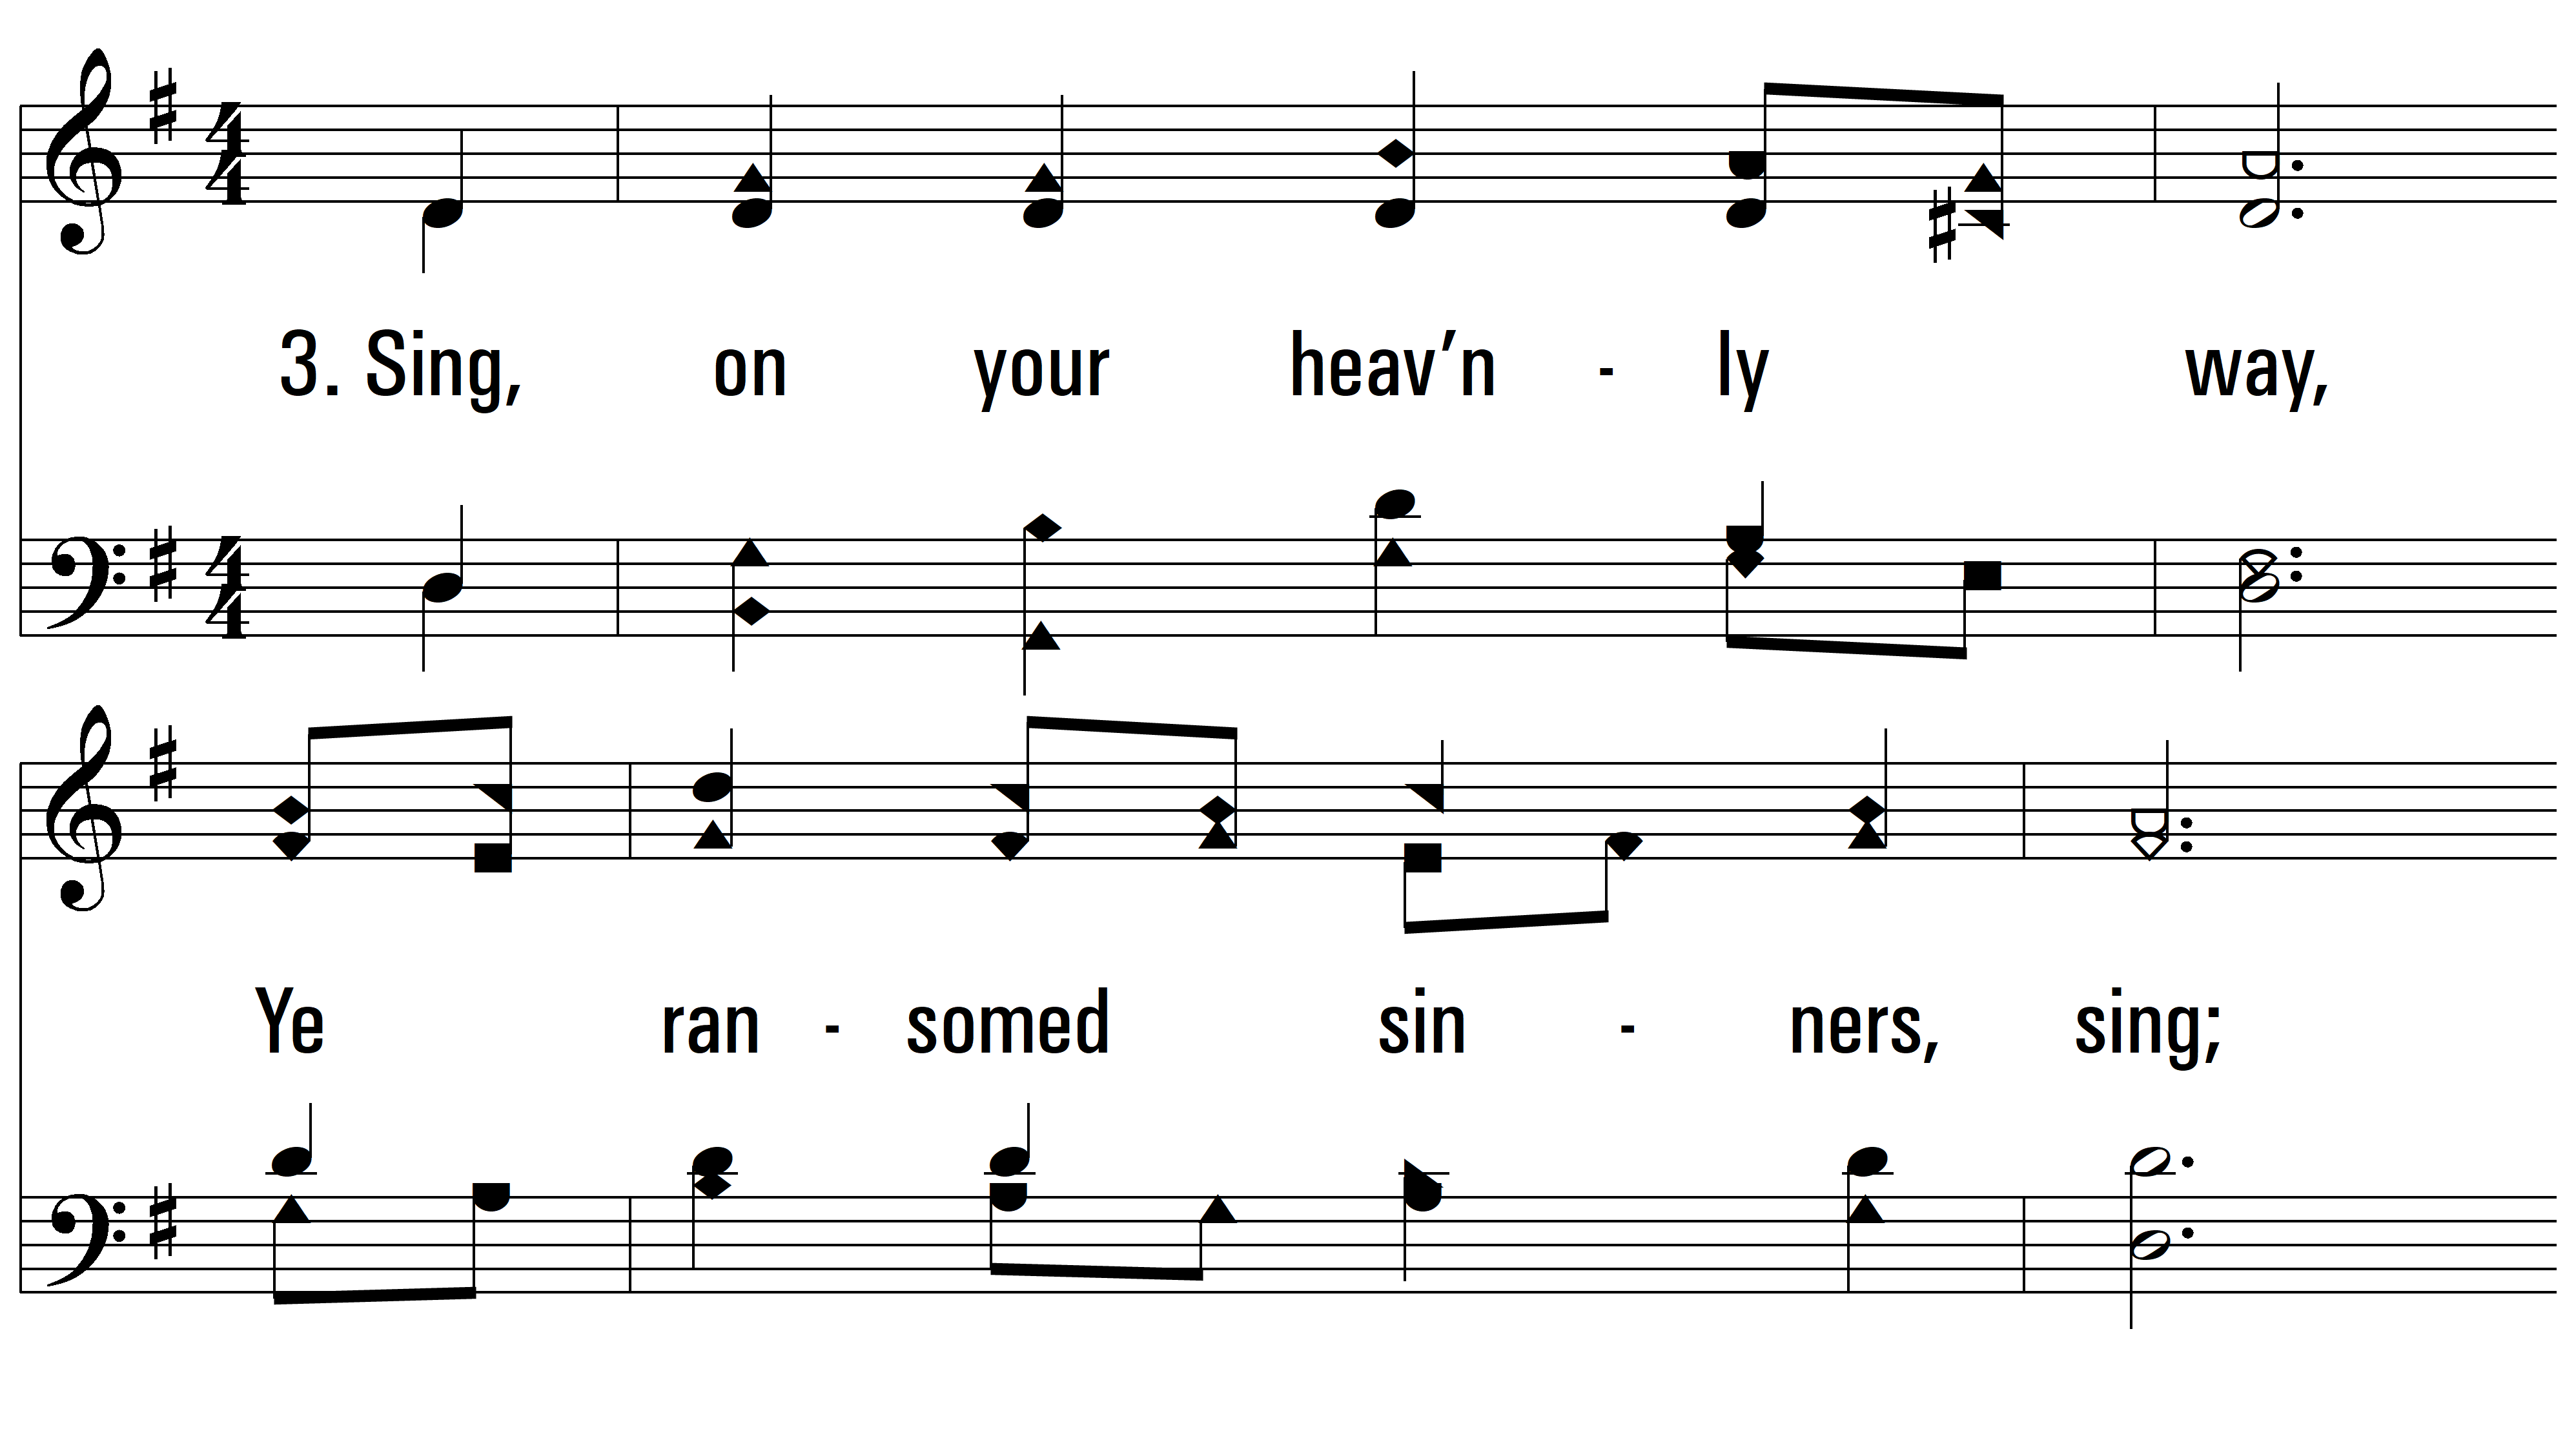 3. Sing, on your heav’n - ly way,
Ye ran - somed sin - ners, sing;